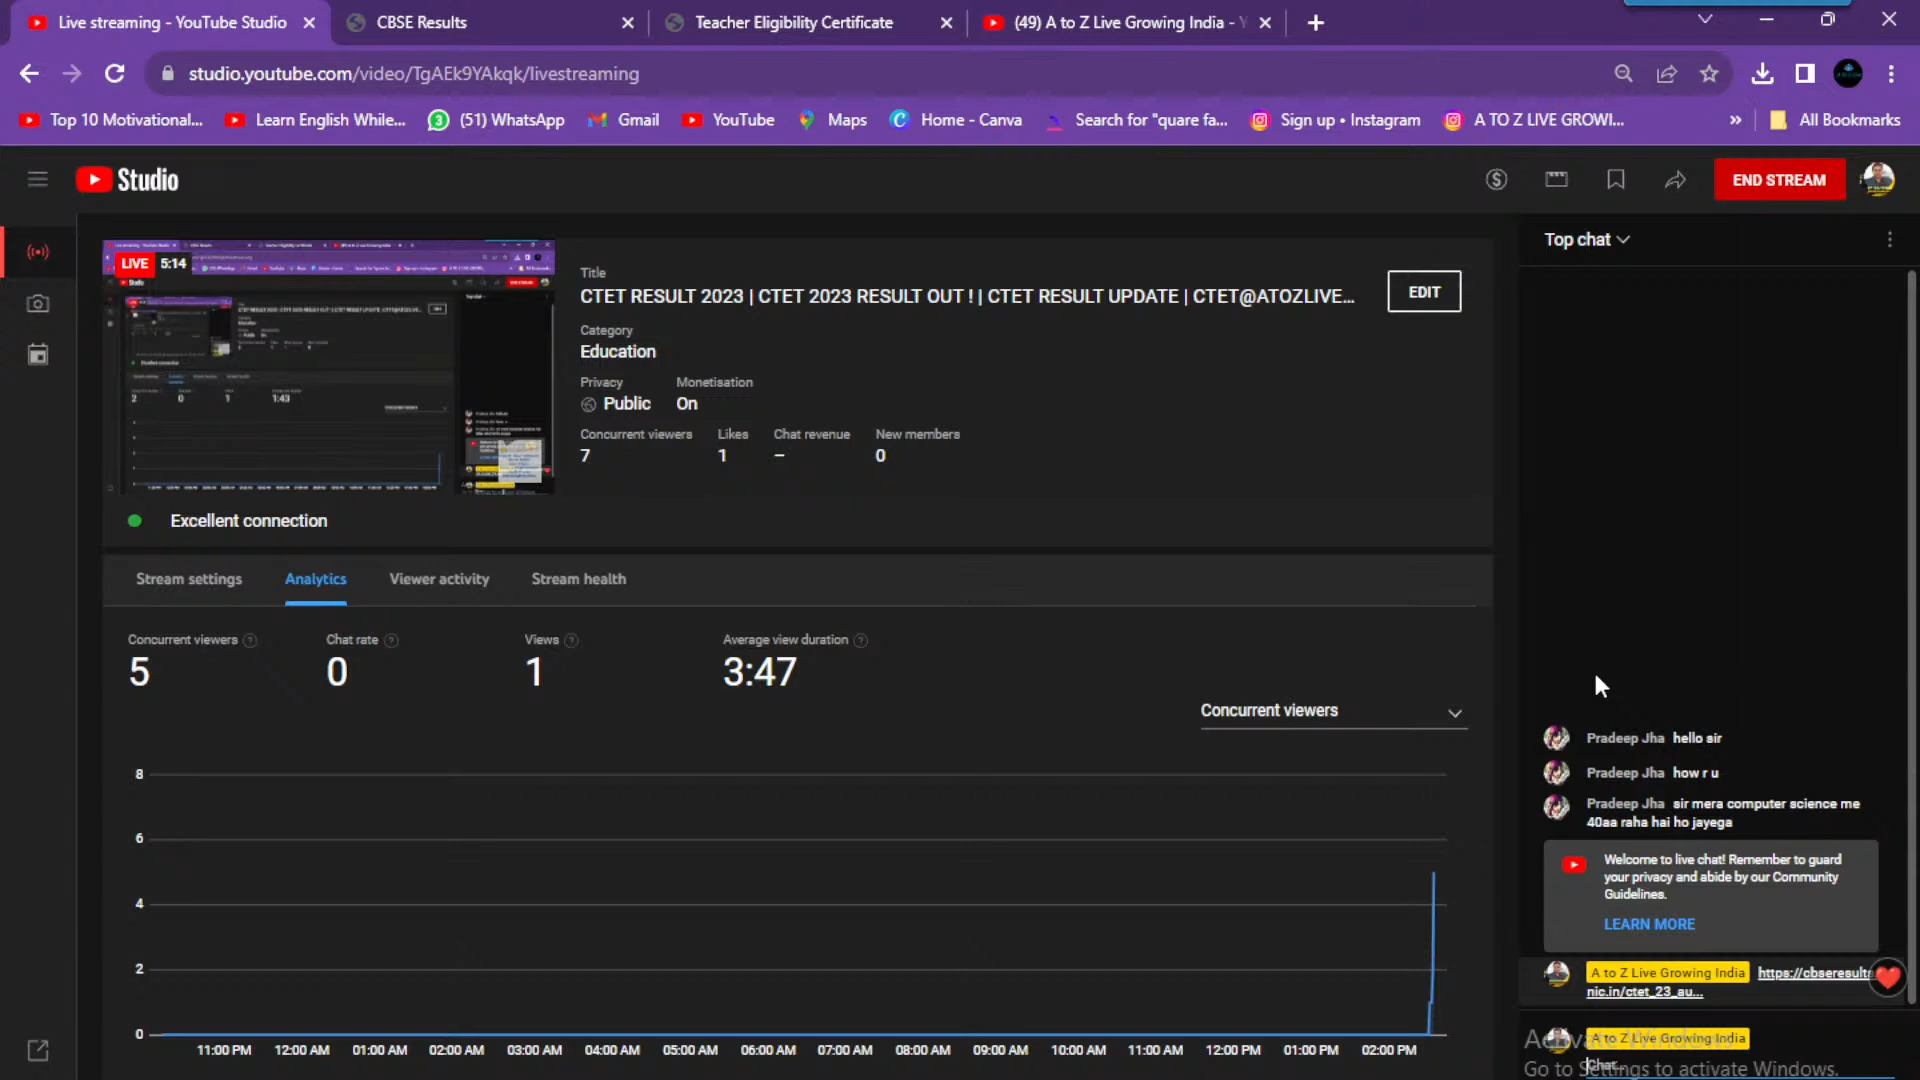 Live streaming - YouTube Studio
CBSE Results
Teacher Eligibility Certificate
(49) A to Z Live Growing India -
studio.youtube.com/video/TgAEk9YAkqk/livestreaming
Top 10 Motivational...
Learn English While...
(51) WhatsApp
Gmail
YouTube
Maps
Home - Canva
Search for "quare fa...
Sign up • Instagram
A TO Z LIVE GROWI...
»
All Bookmarks
Studio
END STREAM
LIVE 5:14
Title
CTET RESULT 2023 | CTET 2023 RESULT OUT ! | CTET RESULT UPDATE | CTET@ATOZLIVE...
EDIT
Category
Education
Privacy Monetisation
Public On
Concurrent viewers Likes Chat revenue New members
7 1 – 0
Excellent connection
Stream settings Analytics Viewer activity Stream health
Concurrent viewers Chat rate Views Average view duration
5 0 1 3:47
Concurrent viewers
8
6
4
2
0
11:00 PM 12:00 AM 01:00 AM 02:00 AM 03:00 AM 04:00 AM 05:00 AM 06:00 AM 07:00 AM 08:00 AM 09:00 AM 10:00 AM 11:00 AM 12:00 PM 01:00 PM 02:00 PM
Top chat
Pradeep Jha hello sir
Pradeep Jha how r u
Pradeep Jha sir mera computer science me
40aa raha hai ho jayega
Welcome to live chat! Remember to guard
your privacy and abide by our Community
Guidelines.
LEARN MORE
A to Z Live Growing India https://cbseresults
nic.in/ctet_23_au...
A to Z Live Growing India
Chat...
Activate Windows
Go to Settings to activate Windows.